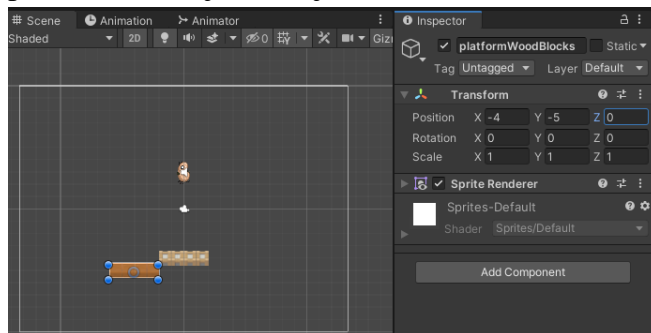 Scene Animation Animator
Shaded 2D 0 Giz
Inspector
platformWoodBlocks Static
Tag Untagged Layer Default
Transform
Position X -4 Y -5 Z 0
Rotation X 0 Y 0 Z 0
Scale X 1 Y 1 Z 1
Sprite Renderer
Sprites-Default
Shader Sprites/Default
Add Component